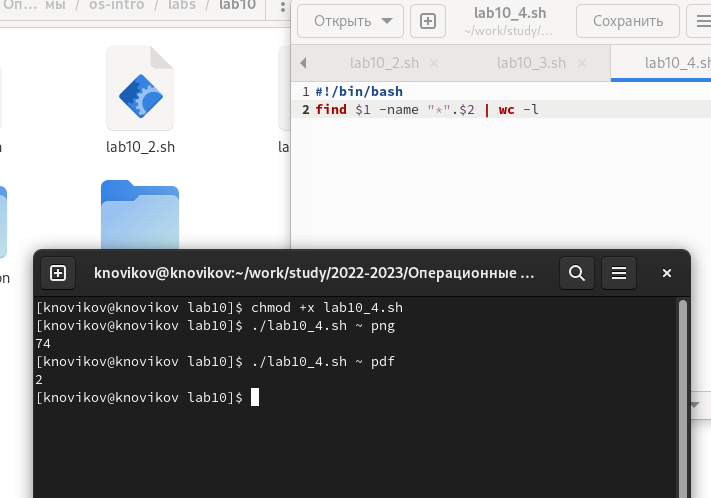 Оп... мы / os-intro / labs / lab10
Открыть
lab10_4.sh
~/work/study/...
Сохранить
lab10_2.sh
lab10_3.sh
lab10_4.sh
1 #!/bin/bash
2 find $1 -name "*".$2 | wc -l
lab10_2.sh
la
on
knovikov@knovikov:~/work/study/2022-2023/Операционные ...
[knovikov@knovikov lab10]$ chmod +x lab10_4.sh
[knovikov@knovikov lab10]$ ./lab10_4.sh ~ png
74
[knovikov@knovikov lab10]$ ./lab10_4.sh ~ pdf
2
[knovikov@knovikov lab10]$